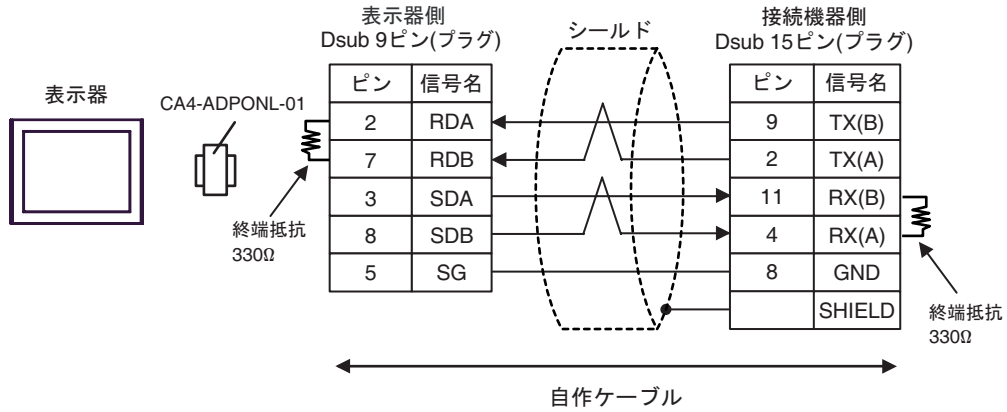 表示器
CA4-ADPONL-01
終端抵抗
330Ω
表示器側
Dsub 9ピン(プラグ)
ピン 信号名
2 RDA
7 RDB
3 SDA
8 SDB
5 SG
シールド
接続機器側
Dsub 15ピン(プラグ)
ピン 信号名
9 TX(B)
2 TX(A)
11 RX(B)
4 RX(A)
8 GND
SHIELD
終端抵抗
330Ω
自作ケーブル